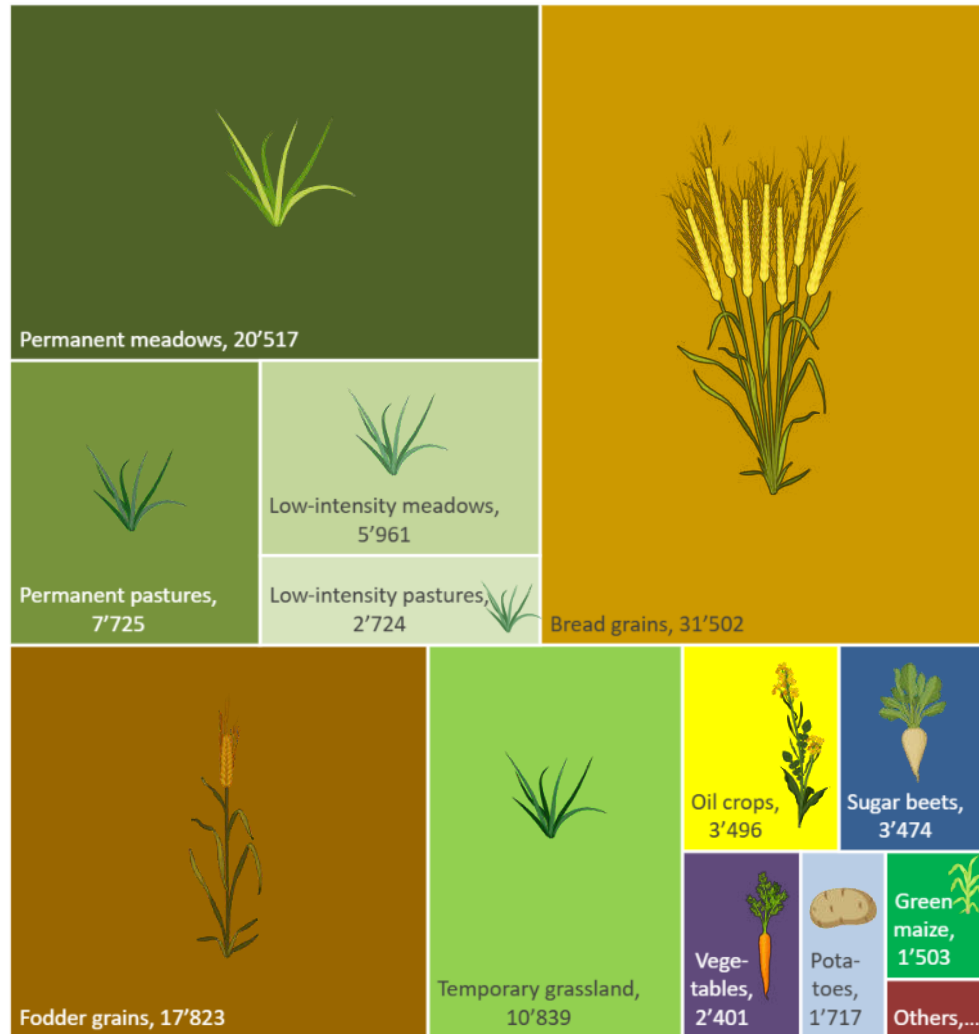 Permanent meadows, 20’517
Permanent pastures,
7’725
Low-intensity meadows,
5’961
Low-intensity pastures,
2’724
Bread grains, 31’502
Fodder grains, 17’823
Temporary grassland,
10’839
Oil crops,
3’496
Sugar beets,
3’474
Vege-
tables,
2’401
Pota-
toes,
1’717
Green
maize,
1’503
Others,...